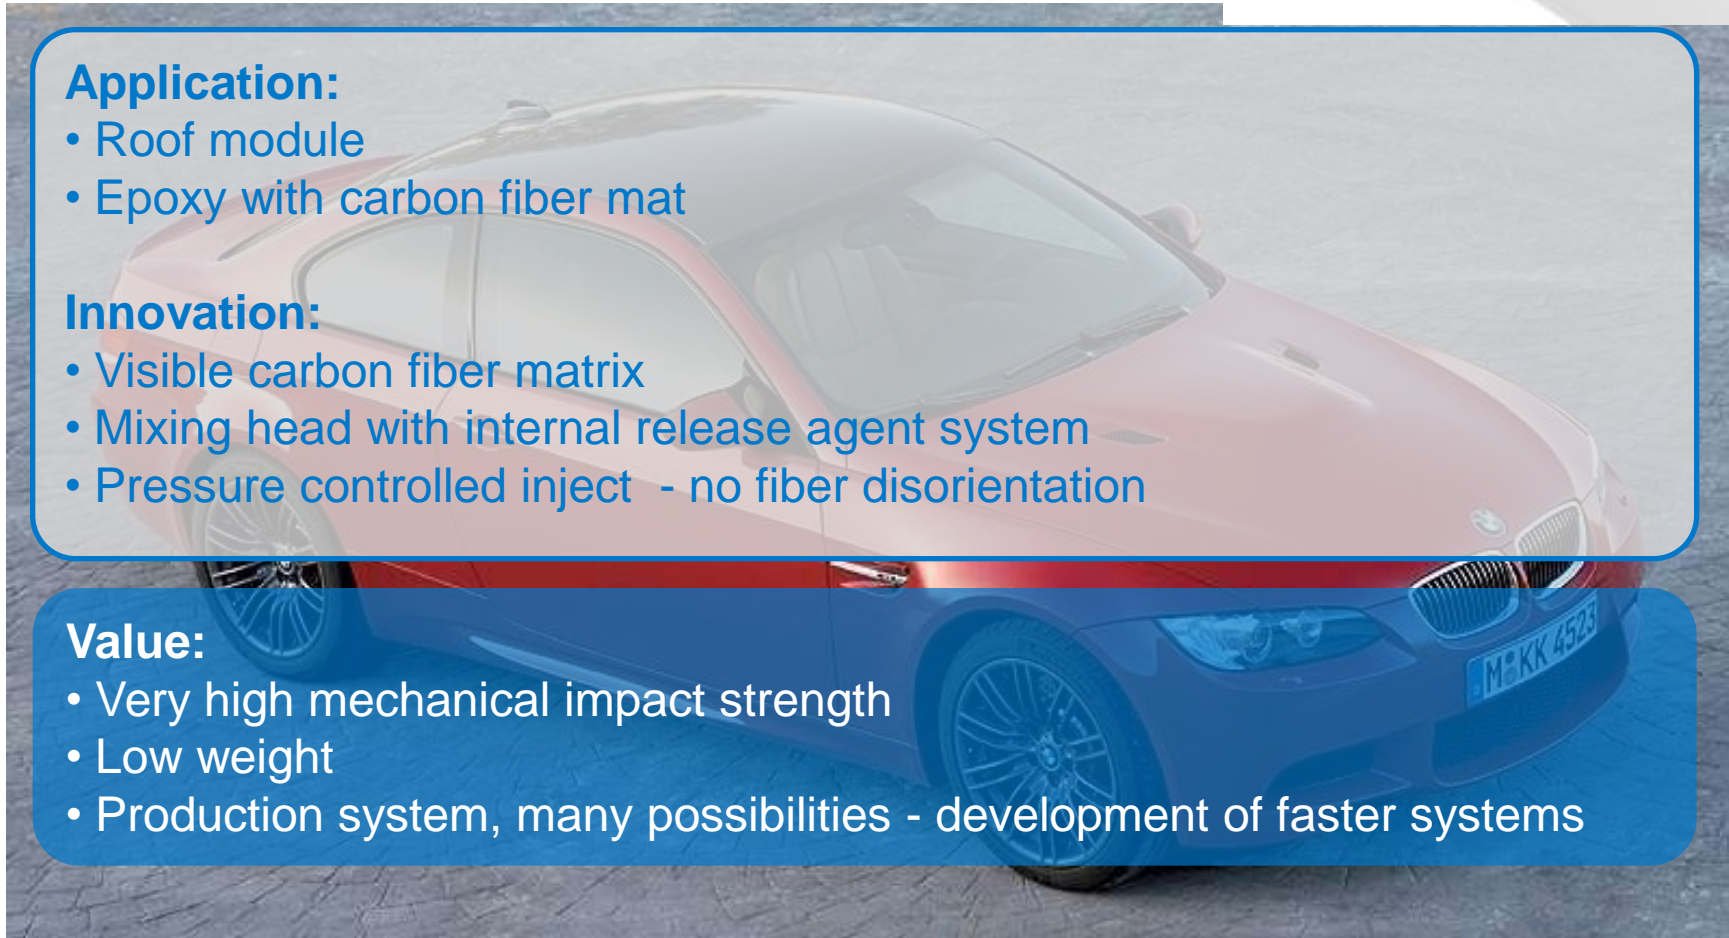 Application:
• Roof module
• Epoxy with carbon fiber mat
Innovation:
• Visible carbon fiber matrix
• Mixing head with internal release agent system
• Pressure controlled inject - no fiber disorientation
Value:
• Very high mechanical impact strength
• Low weight
• Production system, many possibilities - development of faster systems
M KK 4523